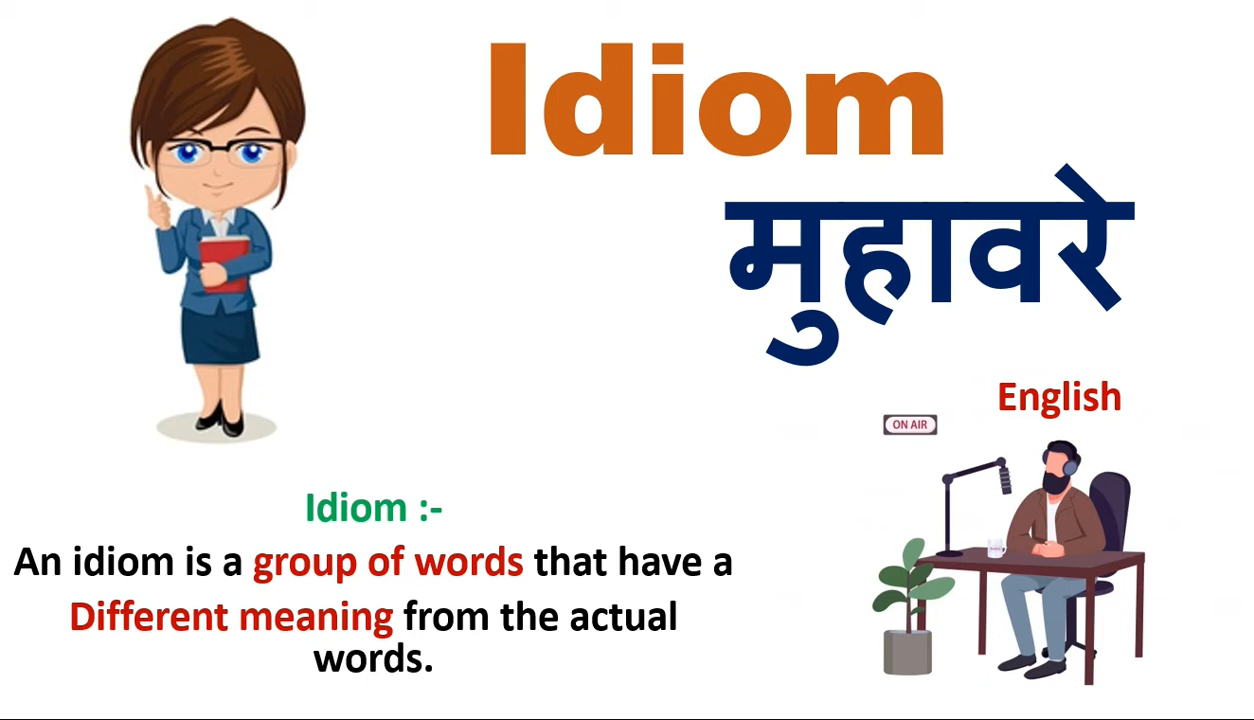 Idiom
मुहावरे
English
ON AIR
Idiom :-
An idiom is a group of words that have a
Different meaning from the actual
words.